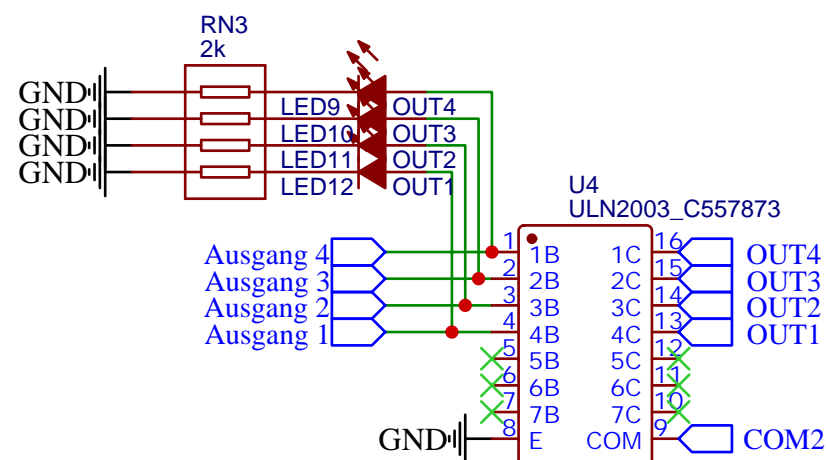 RN3
2k
GND LED9 OUT4
GND LED10 OUT3
GND LED11 OUT2
GND LED12 OUT1
U4
ULN2003_C557873
Ausgang 4 1 1B 1C 16 OUT4
Ausgang 3 2 2B 2C 15 OUT3
Ausgang 2 3 3B 3C 14 OUT2
Ausgang 1 4 4B 4C 13 OUT1
5 5B 5C 12
6 6B 6C 11
7 7B 7C 10
GND 8 E COM 9 COM2